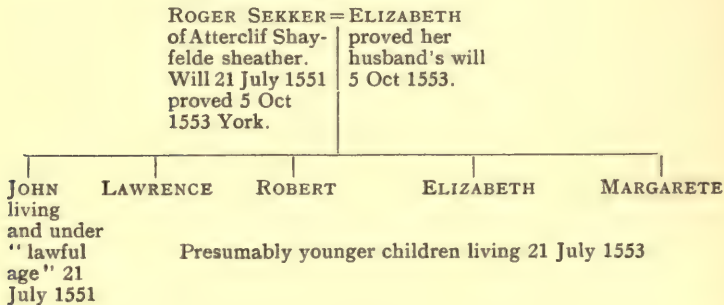 ROGER SEKKER = ELIZABETH
of Atterclif Shay-
felde sheather.
Will 21 July 1551
proved 5 Oct
1553 York.
proved her
husband's will
5 Oct 1553.
JOHN LAWRENCE ROBERT ELIZABETH MARGARETE
living
and under
“ lawful
age” 21
July 1551
Presumably younger children living 21 July 1553